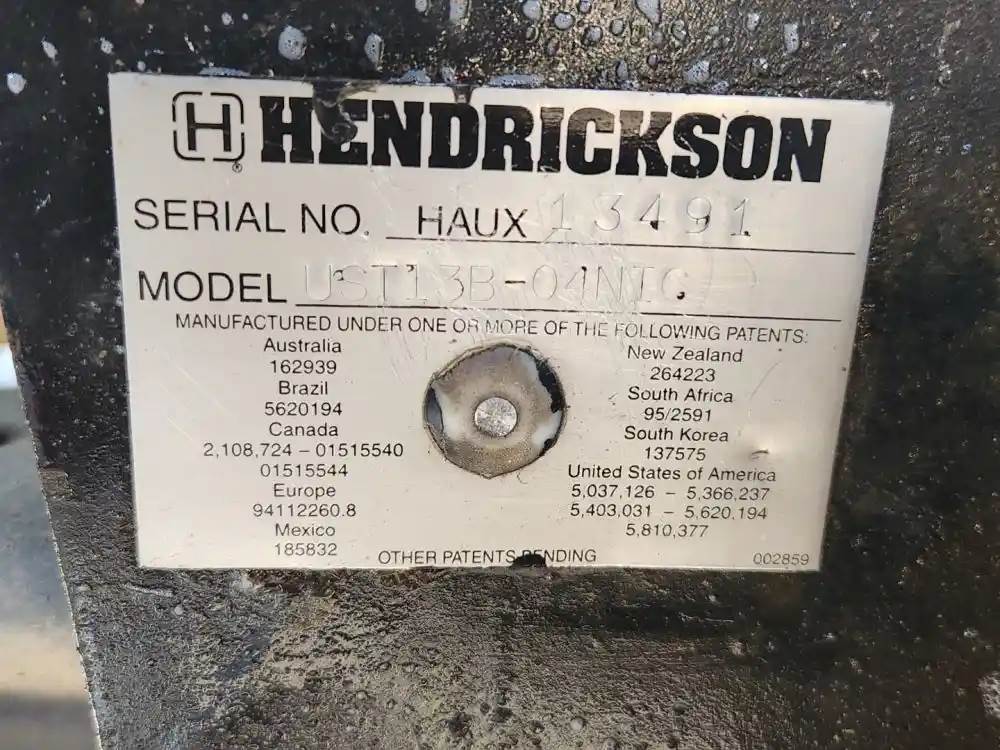 H HENDRICKSON
®
SERIAL NO. HAUX 13491
MODEL UST13B-04NTC
MANUFACTURED UNDER ONE OR MORE OF THE FOLLOWING PATENTS:
Australia
162939
Brazil
5620194
Canada
2,108,724 – 01515540
01515544
Europe
94112260.8
Mexico
185832
New Zealand
264223
South Africa
95/2591
South Korea
137575
United States of America
5,037,126 – 5,366,237
5,403,031 – 5,620,194
5,810,377
OTHER PATENTS PENDING
002859